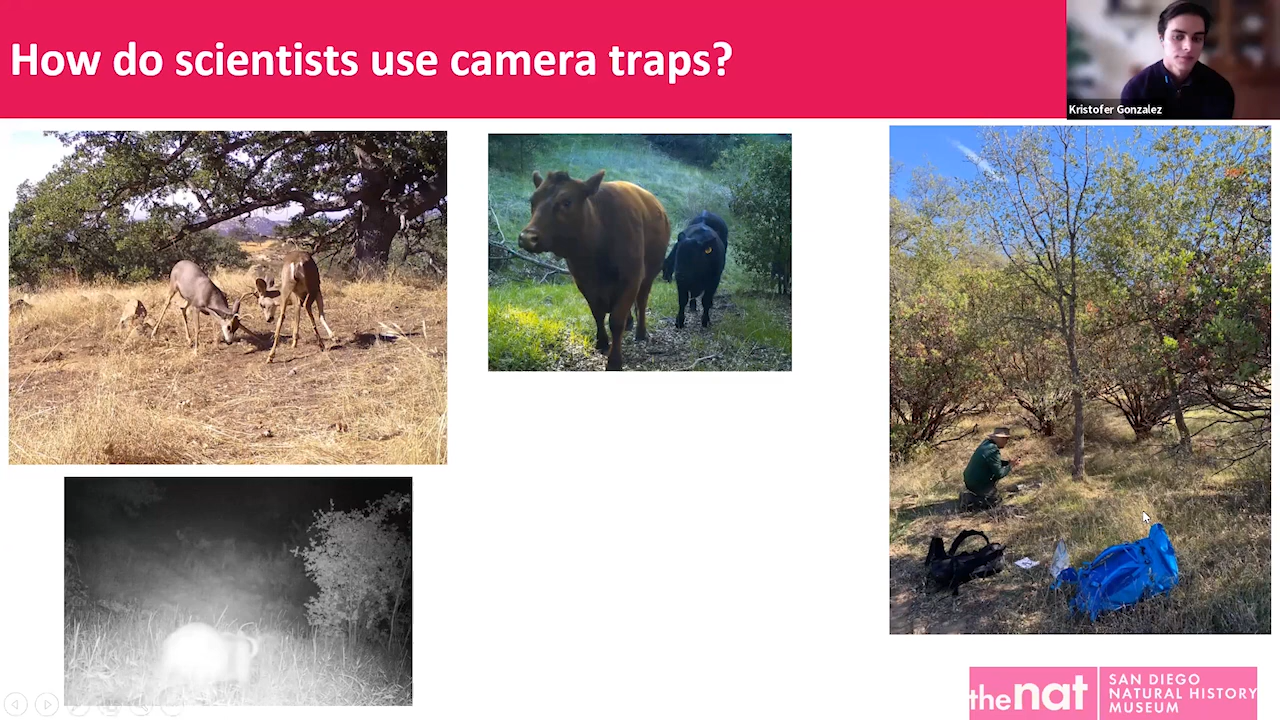 How do scientists use camera traps?
Kristofer Gonzalez
thenat
SAN DIEGO
NATURAL HISTORY
MUSEUM